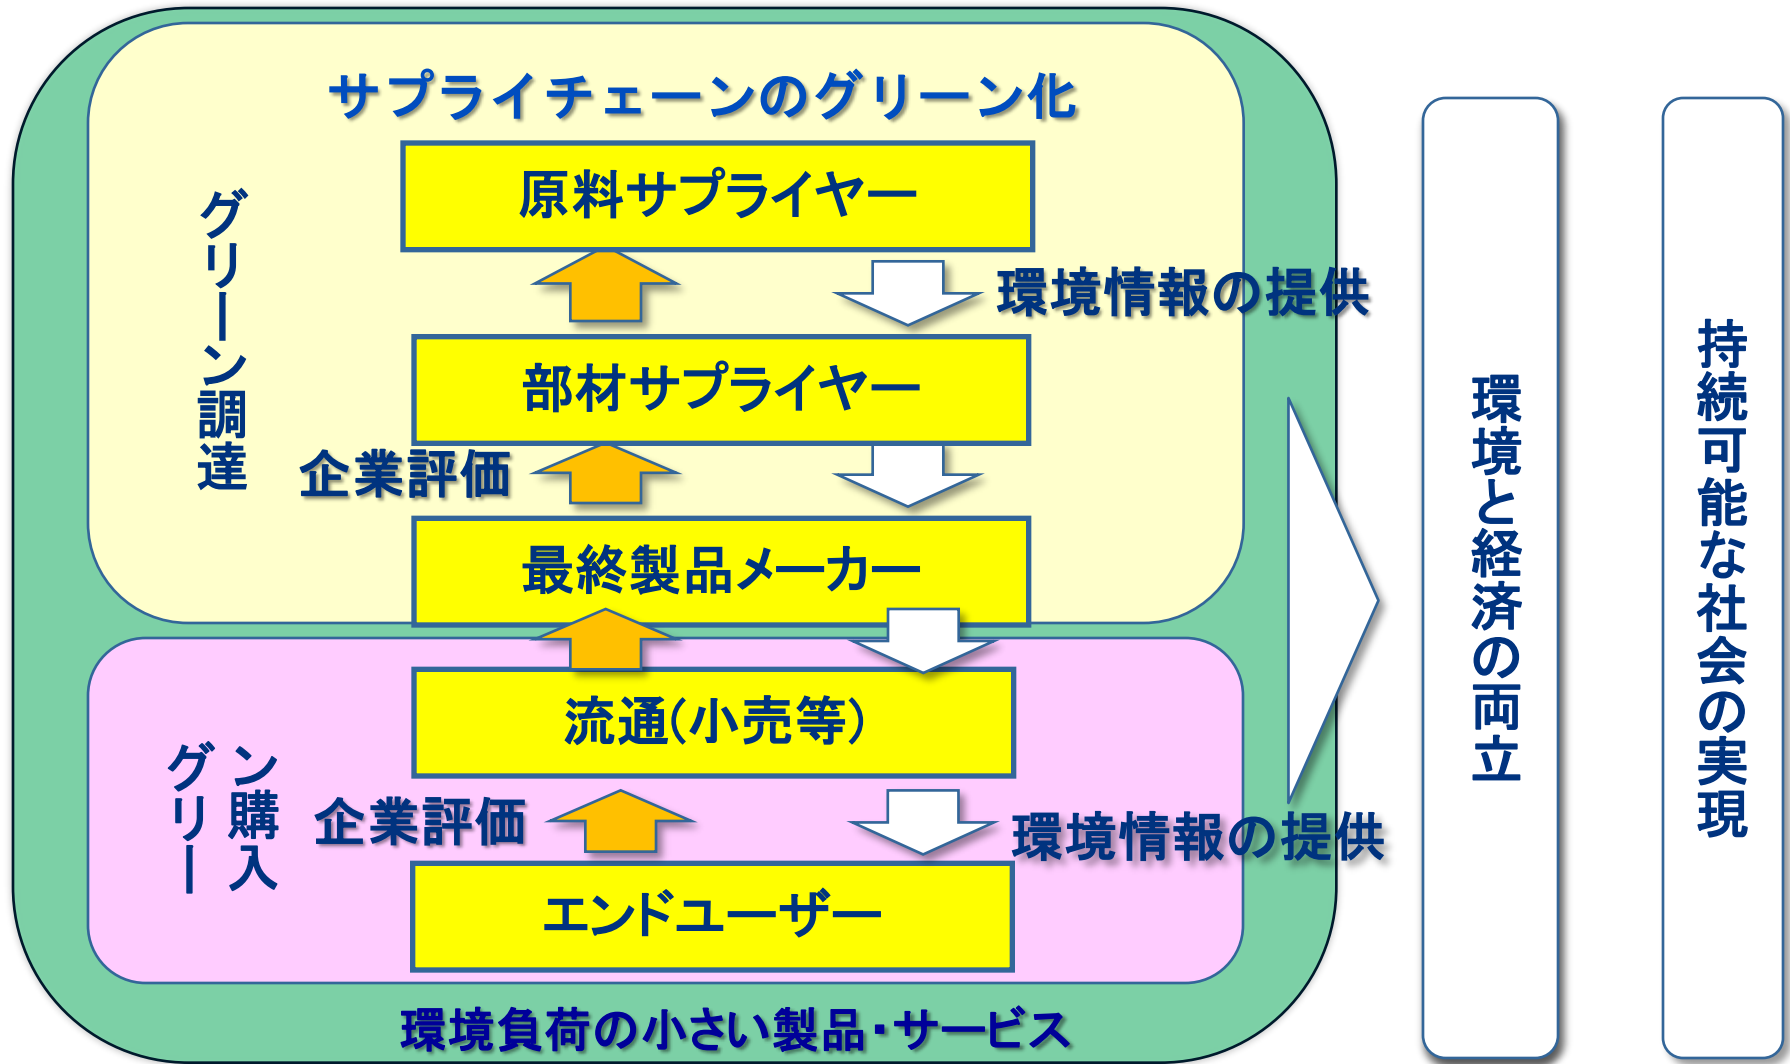 サプライチェーンのグリーン化
原料サプライヤー
環境情報の提供
グリーン調達
部材サプライヤー
企業評価
最終製品メーカー
流通(小売等)
グリー
ン購入
企業評価
環境情報の提供
エンドユーザー
環境負荷の小さい製品・サービス
環境と経済の両立
持続可能な社会の実現